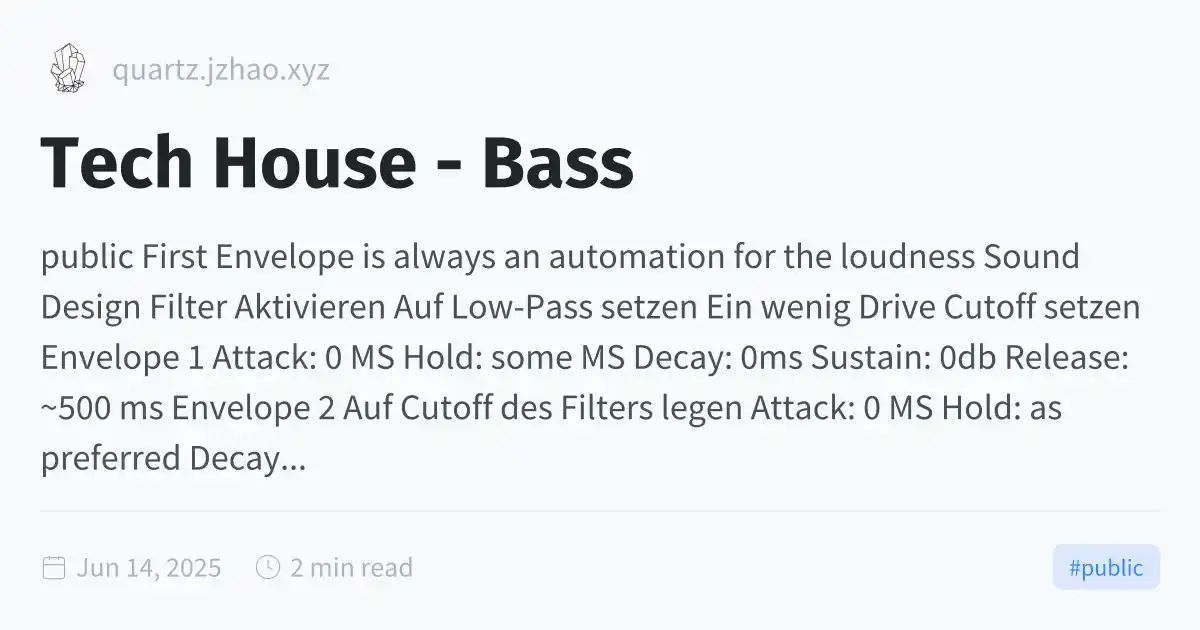 quartz.jzhao.xyz
Tech House - Bass
public First Envelope is always an automation for the loudness Sound
Design Filter Aktivieren Auf Low-Pass setzen Ein wenig Drive Cutoff setzen
Envelope 1 Attack: 0 MS Hold: some MS Decay: 0ms Sustain: 0db Release:
~500 ms Envelope 2 Auf Cutoff des Filters legen Attack: 0 MS Hold: as
preferred Decay...
Jun 14, 2025 2 min read #public